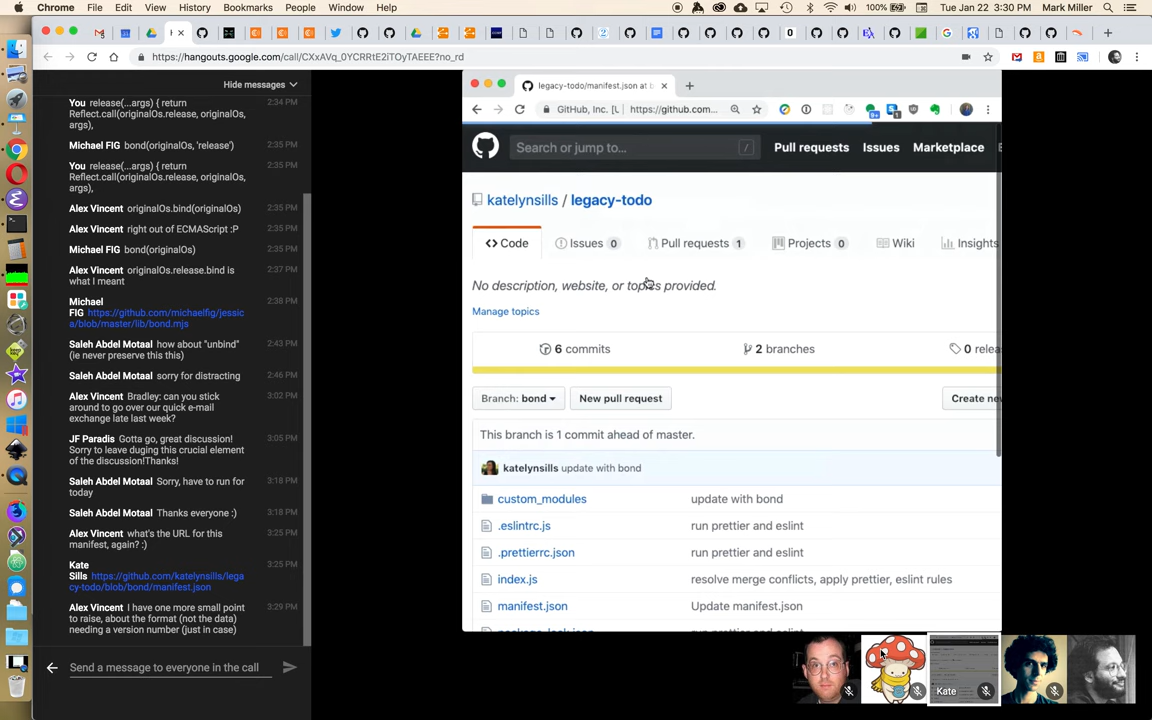 Chrome File Edit View History Bookmarks People Window Help 100% Tue Jan 22 3:30 PM Mark Miller
https://hangouts.google.com/call/CXxAVq_0YCRRtE2iTOyTAEEE?no_rd
Hide messages
You release(...args) { return 2:34 PM
Reflect.call(originalOs.release, originalOs,
args),
Michael FIG bond(originalOs, 'release') 2:35 PM
You release(...args) { return 2:35 PM
Reflect.call(originalOs.release, originalOs,
args),
Alex Vincent originalOs.bind(originalOs) 2:35 PM
Alex Vincent right out of ECMAScript :P 2:35 PM
Michael FIG bond(originalOs) 2:35 PM
Alex Vincent originalOs.release.bind is 2:37 PM
what I meant
Michael 2:38 PM
FIG https://github.com/michaelfig/jessic
a/blob/master/lib/bond.mjs
Saleh Abdel Motaal how about "unbind" 2:43 PM
(ie never preserve this this)
Saleh Abdel Motaal sorry for distracting 2:46 PM
Alex Vincent Bradley: can you stick 3:02 PM
around to go over our quick e-mail
exchange late last week?
JF Paradis Gotta go, great discussion! 3:05 PM
Sorry to leave duging this crucial element
of the discussion!Thanks!
Saleh Abdel Motaal Sorry, have to run for 3:18 PM
today
Saleh Abdel Motaal Thanks everyone :) 3:18 PM
Alex Vincent what's the URL for this 3:25 PM
manifest, again? :)
Kate 3:25 PM
Sills https://github.com/katelynsills/lega
cy-todo/blob/bond/manifest.json
Alex Vincent I have one more small point 3:29 PM
to raise, about the format (not the data)
needing a version number (just in case)
Send a message to everyone in the call
legacy-todo/manifest.json at b
GitHub, Inc. [U https://github.com...
Search or jump to... / Pull requests Issues Marketplace
katelynsills / legacy-todo
Code Issues 0 Pull requests 1 Projects 0 Wiki Insights
No description, website, or topics provided.
Manage topics
6 commits 2 branches 0 relea
Branch: bond New pull request Create new
This branch is 1 commit ahead of master.
katelynsills update with bond
custom_modules update with bond
.eslintrc.js run prettier and eslint
.prettierrc.json run prettier and eslint
index.js resolve merge conflicts, apply prettier, eslint rules
manifest.json Update manifest.json
package-lock.json run prettier and eslint
Kate